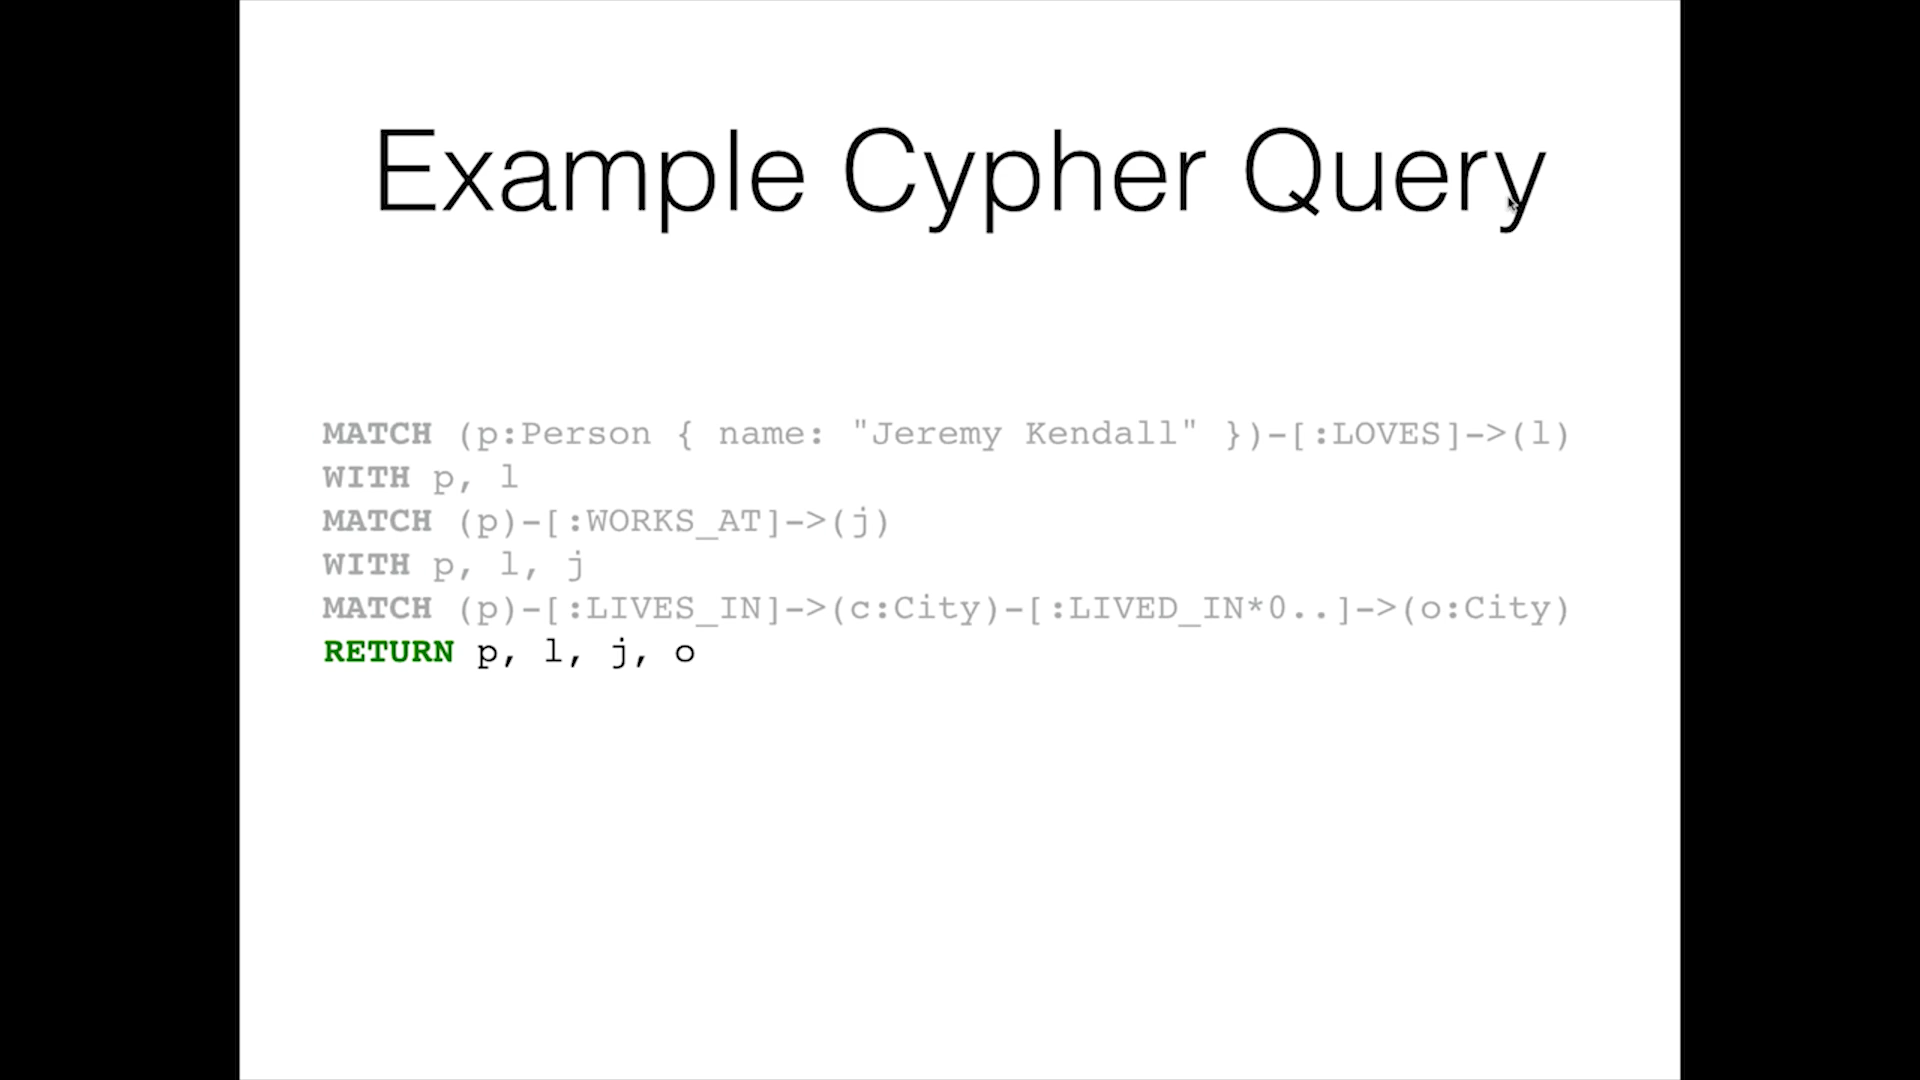 Example Cypher Query
MATCH (p:Person { name: "Jeremy Kendall" })-[:LOVES]->(l)
WITH p, l
MATCH (p)-[:WORKS_AT]->(j)
WITH p, l, j
MATCH (p)-[:LIVES_IN]->(c:City)-[:LIVED_IN*0..]->(o:City)
RETURN p, l, j, o